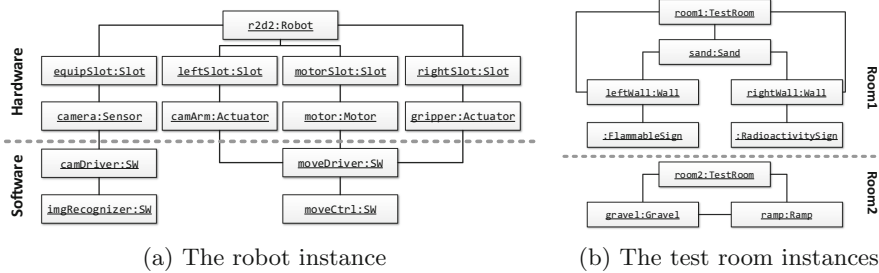 Hardware
r2d2:Robot
equipSlot:Slot
leftSlot:Slot
motorSlot:Slot
rightSlot:Slot
camera:Sensor
camArm:Actuator
motor:Motor
gripper:Actuator
Software
camDriver:SW
moveDriver:SW
imgRecognizer:SW
moveCtrl:SW
(a) The robot instance
room1:TestRoom
sand:Sand
Room1
leftWall:Wall
rightWall:Wall
:FlammableSign
:RadioactivitySign
room2:TestRoom
Room2
gravel:Gravel
ramp:Ramp
(b) The test room instances